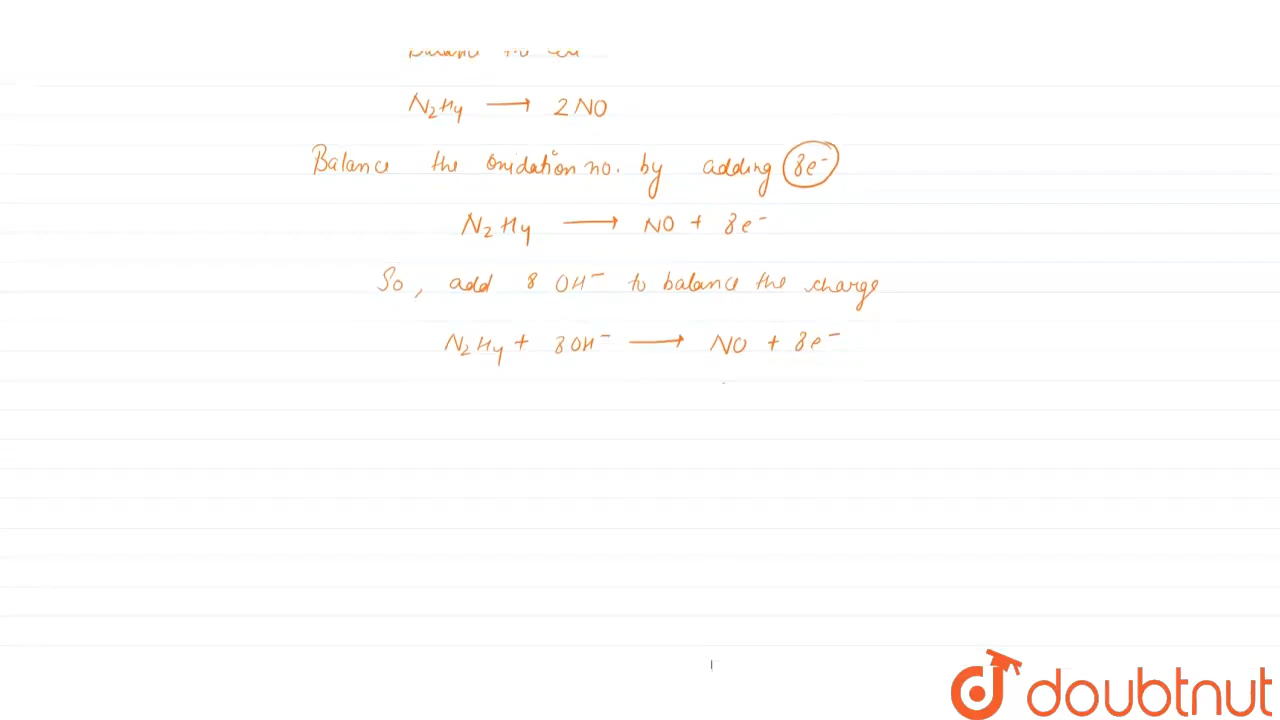 N₂H₄ → 2NO
Balance the oxidation no. by adding 8e⁻
N₂H₄ → NO + 8e⁻
So, add 8 OH⁻ to balance the charge
N₂H₄ + 8OH⁻ → NO + 8e⁻
doubtnut